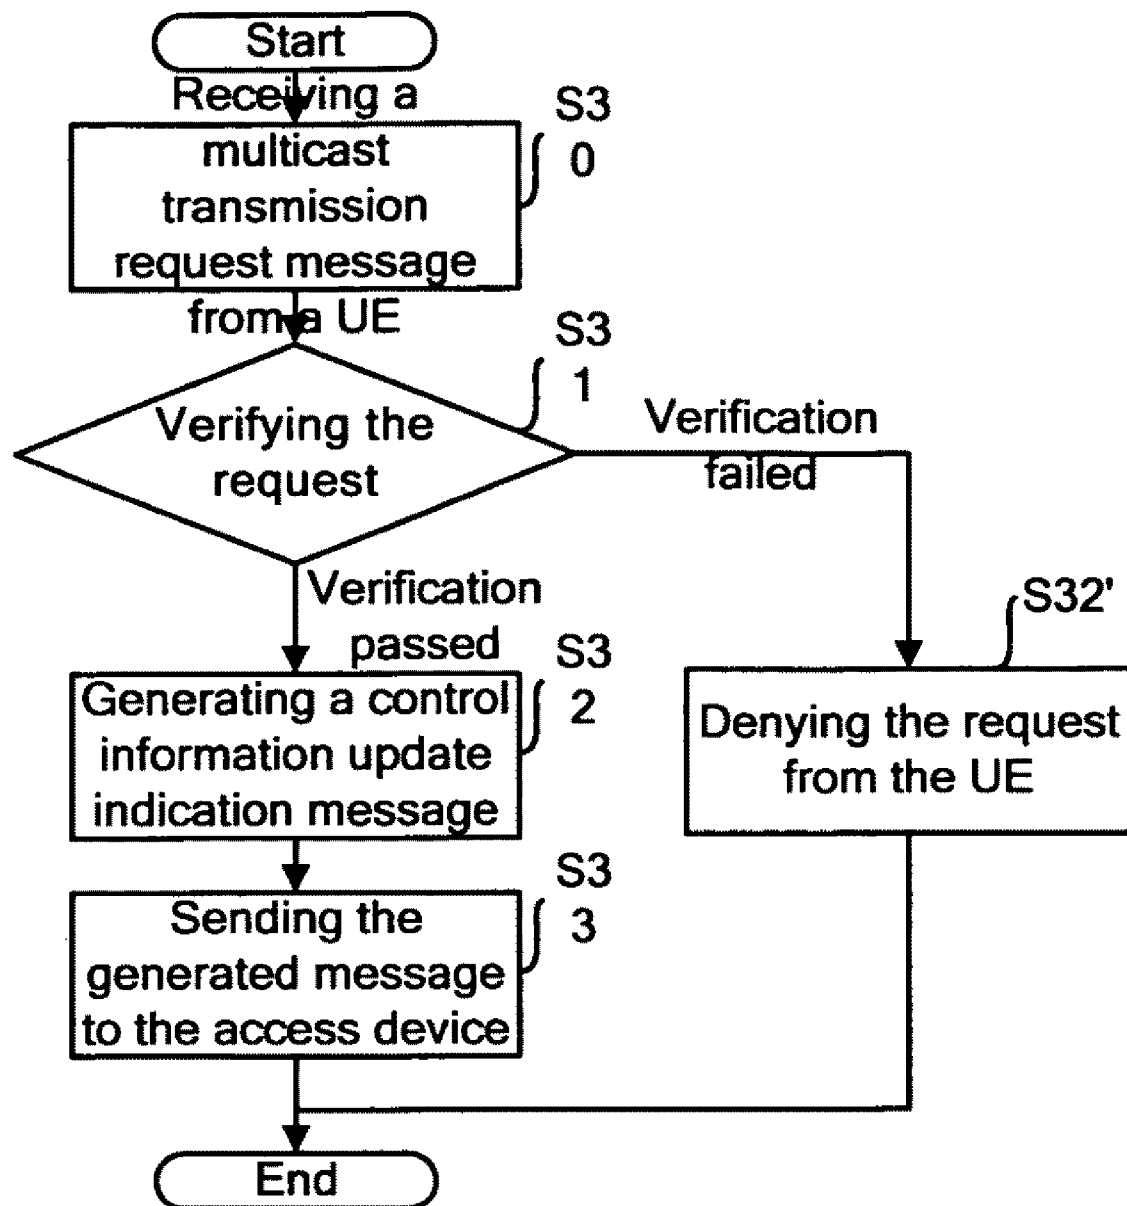 Start
Receiving a
multicast
transmission
request message
from a UE
S3
0
Verifying the
request
S3
1
Verification
failed
Verification
passed
S32'
Denying the request
from the UE
Generating a control
information update
indication message
S3
2
Sending the
generated message
to the access device
S3
3
End